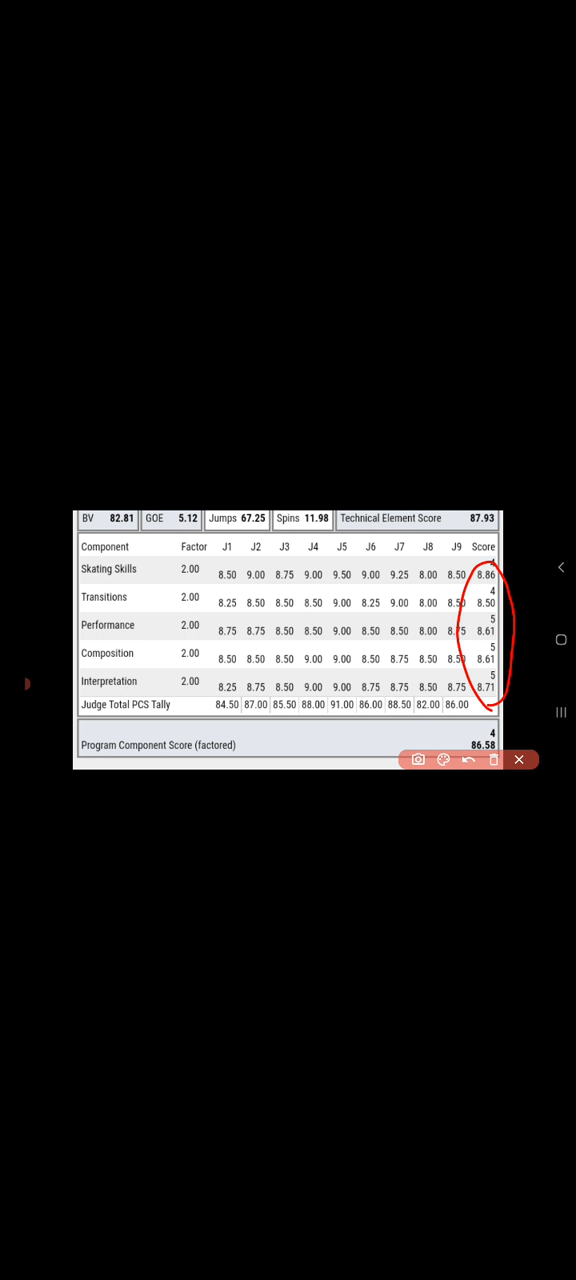 BV 82.81 GOE 5.12 Jumps 67.25 Spins 11.98 Technical Element Score 87.93
Component Factor J1 J2 J3 J4 J5 J6 J7 J8 J9 Score
4
Skating Skills 2.00 8.50 9.00 8.75 9.00 9.50 9.00 9.25 8.00 8.50 8.86
4
Transitions 2.00 8.25 8.50 8.50 8.50 9.00 8.25 9.00 8.00 8.50 8.50
5
Performance 2.00 8.75 8.75 8.50 8.50 9.00 8.50 8.50 8.00 8.75 8.61
5
Composition 2.00 8.50 8.50 8.50 9.00 9.00 8.50 8.75 8.50 8.50 8.61
5
Interpretation 2.00 8.25 8.75 8.50 9.00 9.00 8.75 8.75 8.50 8.75 8.71
Judge Total PCS Tally 84.50 87.00 85.50 88.00 91.00 86.00 88.50 82.00 86.00
4
Program Component Score (factored) 86.58